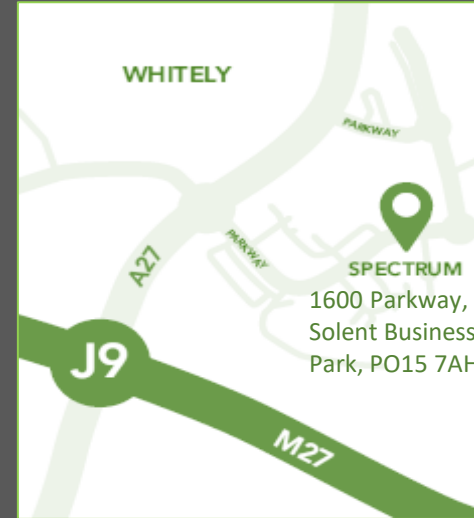 WHITELY
PARKWAY
PARKWAY
A27
SPECTRUM
1600 Parkway,
Solent Business
Park, PO15 7AH
J9
M27